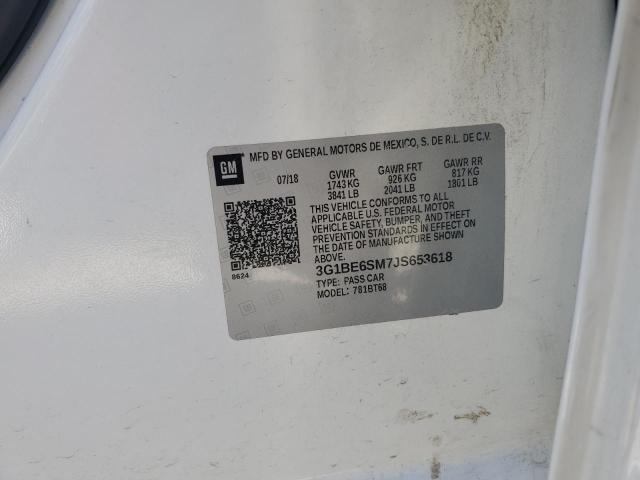 GM
MFD BY GENERAL MOTORS DE MEXICO, S. DE R.L. DE C.V.
07/18 GVWR GAWR FRT GAWR RR
1743 KG 926 KG 817 KG
3841 LB 2041 LB 1801 LB
THIS VEHICLE CONFORMS TO ALL
APPLICABLE U.S. FEDERAL MOTOR
VEHICLE SAFETY, BUMPER, AND THEFT
PREVENTION STANDARDS IN EFFECT ON
THE DATE OF MANUFACTURE SHOWN
ABOVE.
3G1BE6SM7JS653618
TYPE: PASS CAR
MODEL: 781BT68
8624